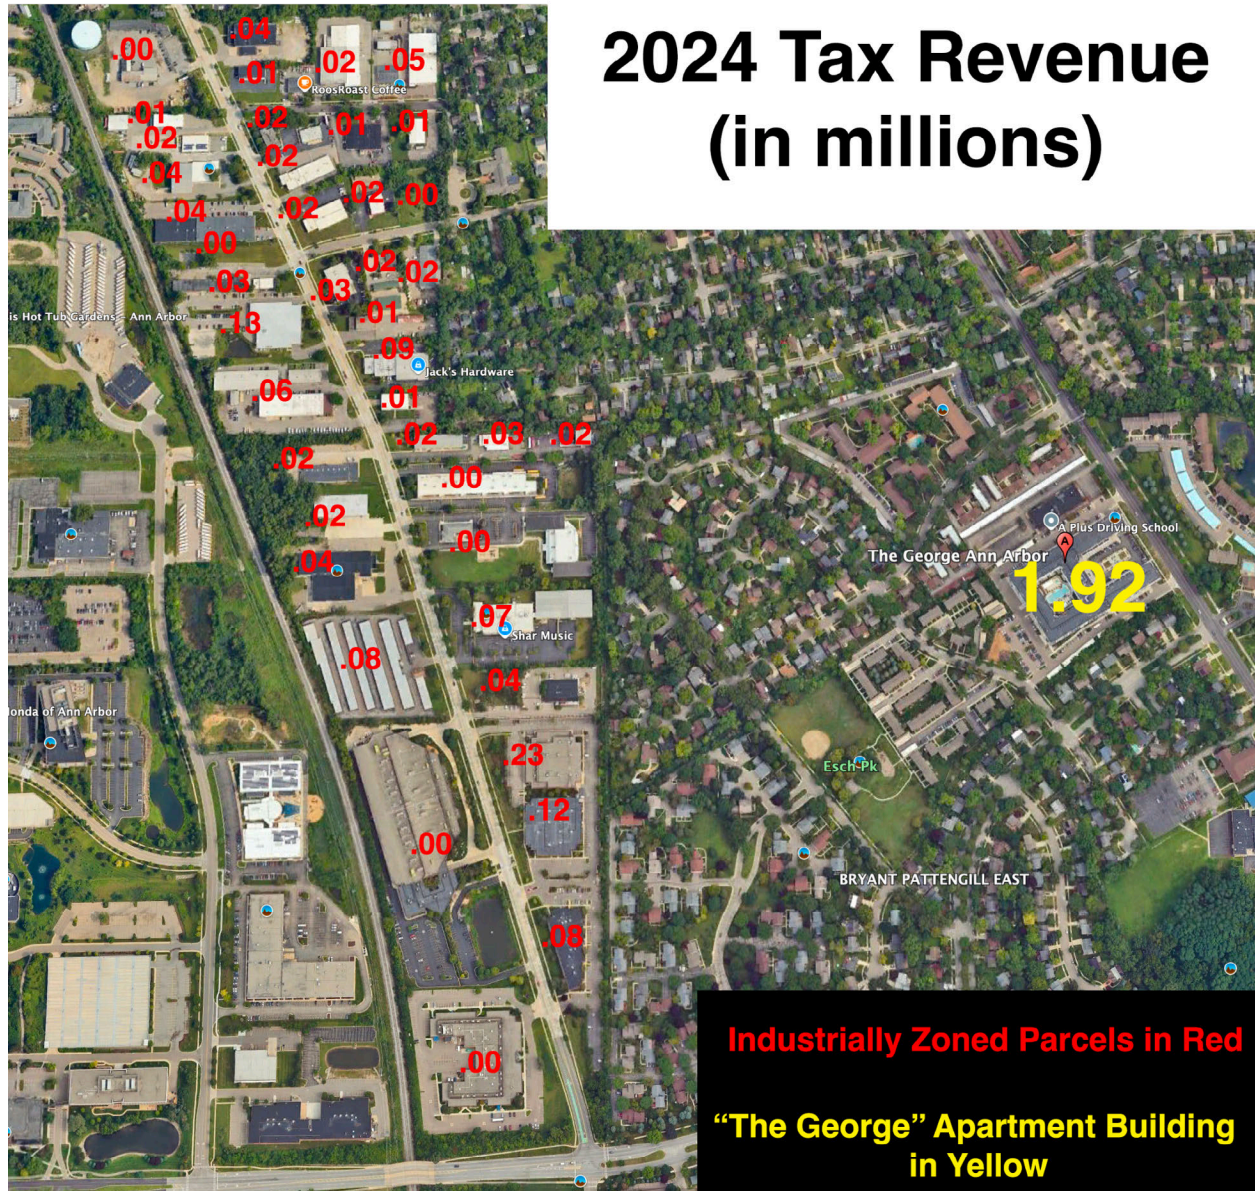 2024 Tax Revenue
(in millions)
.00
.04
.01
.02
.05
RoosRoast Coffee
.01
.02
.02
.01
.01
.02
.04
.02
.00
.04
.02
.00
.02
.02
.03
.03
is Hot Tub Gardens - Ann Arbor
.13
.01
.09
Jack's Hardware
.06
.01
.02
.03
.02
.02
.00
.02
.00
A Plus Driving School
The George Ann Arbor
A
1.92
.04
.07
Shar Music
.08
.04
Honda of Ann Arbor
.23
Esch Pk
.12
.00
BRYANT PATTENGILL EAST
.08
.00
Industrially Zoned Parcels in Red
“The George” Apartment Building
in Yellow